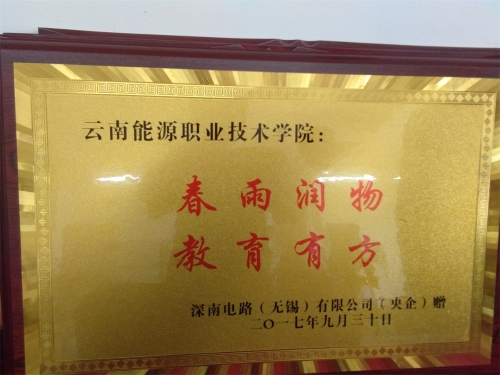 云南能源职业技术学院：
春雨润物
教育有方
深南电路（无锡）有限公司（央企）赠
二〇一七年九月三十日